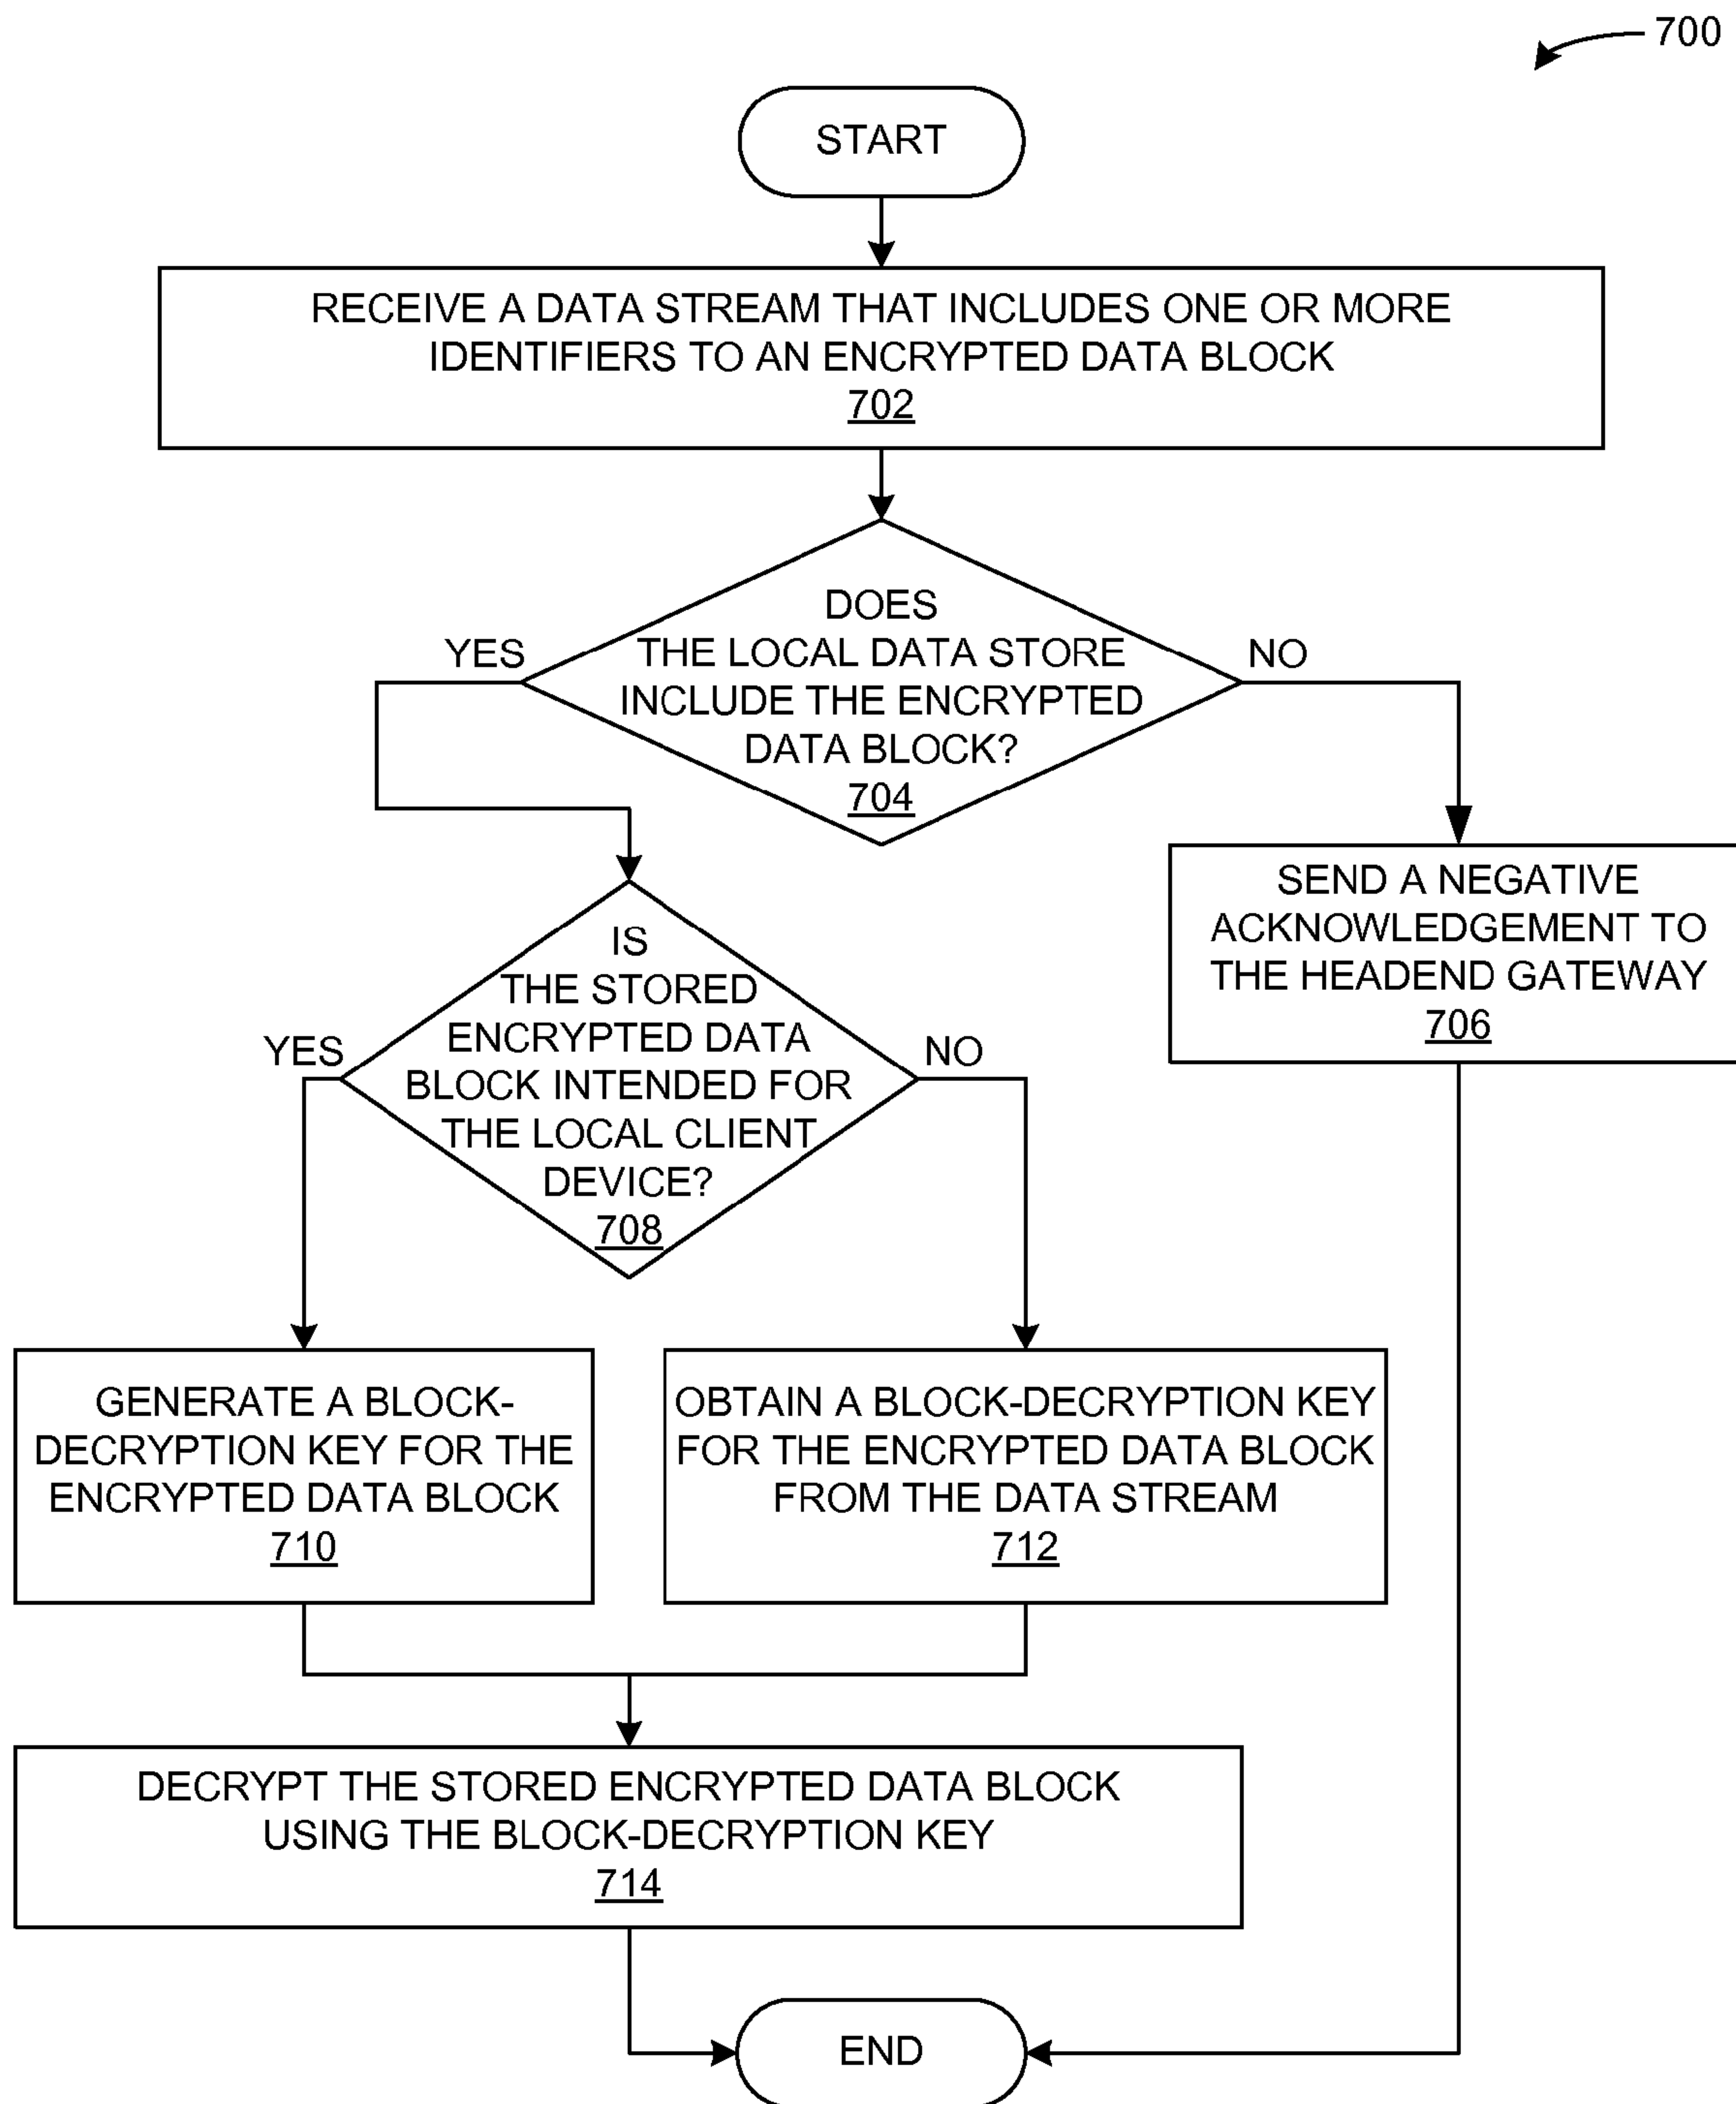 700
START
RECEIVE A DATA STREAM THAT INCLUDES ONE OR MORE
IDENTIFIERS TO AN ENCRYPTED DATA BLOCK
702
DOES
THE LOCAL DATA STORE
INCLUDE THE ENCRYPTED
DATA BLOCK?
704
YES
NO
SEND A NEGATIVE
ACKNOWLEDGEMENT TO
THE HEADEND GATEWAY
706
IS
THE STORED
ENCRYPTED DATA
BLOCK INTENDED FOR
THE LOCAL CLIENT
DEVICE?
708
YES
NO
GENERATE A BLOCK-
DECRYPTION KEY FOR THE
ENCRYPTED DATA BLOCK
710
OBTAIN A BLOCK-DECRYPTION KEY
FOR THE ENCRYPTED DATA BLOCK
FROM THE DATA STREAM
712
DECRYPT THE STORED ENCRYPTED DATA BLOCK
USING THE BLOCK-DECRYPTION KEY
714
END